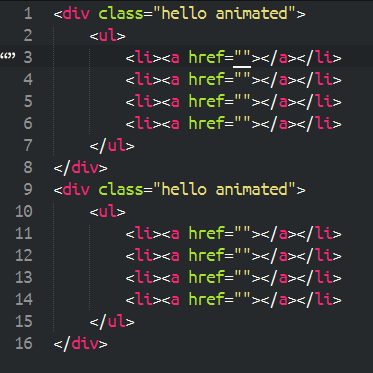 1 <div class="hello animated">
2 <ul>
“” 3 <li><a href=""></a></li>
4 <li><a href=""></a></li>
5 <li><a href=""></a></li>
6 <li><a href=""></a></li>
7 </ul>
8 </div>
9 <div class="hello animated">
10 <ul>
11 <li><a href=""></a></li>
12 <li><a href=""></a></li>
13 <li><a href=""></a></li>
14 <li><a href=""></a></li>
15 </ul>
16 </div>